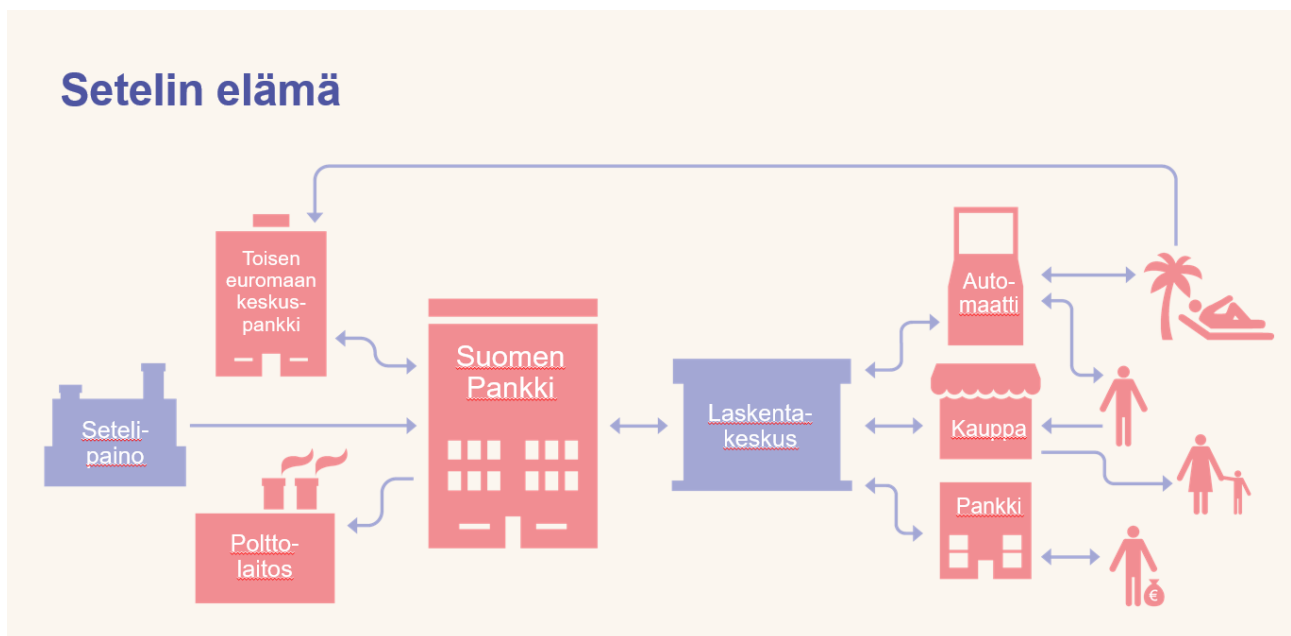 Setelin elämä
Toisen
euromaan
keskus-
pankki
Seteli-
paino
Poltto-
laitos
Suomen
Pankki
Laskenta-
keskus
Auto-
maatti
Kauppa
Pankki
€